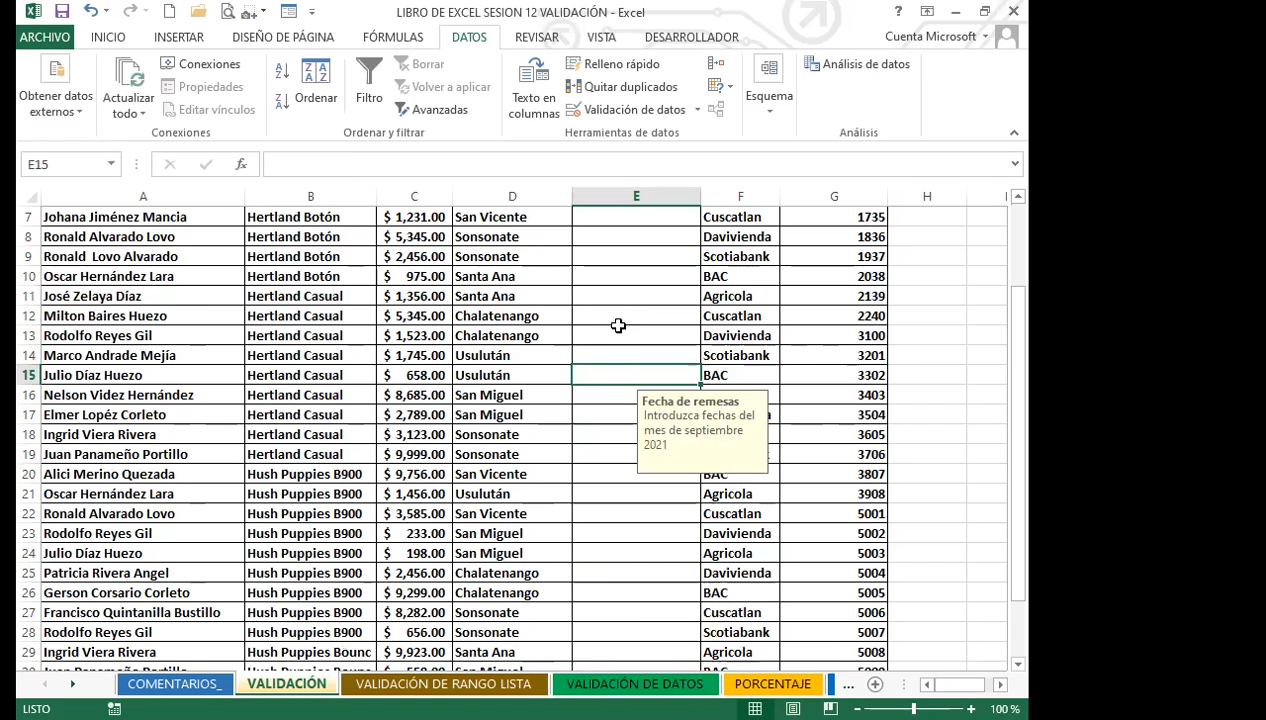 LIBRO DE EXCEL SESION 12 VALIDACIÓN - Excel
ARCHIVO INICIO INSERTAR DISEÑO DE PÁGINA FÓRMULAS DATOS REVISAR VISTA DESARROLLADOR Cuenta Microsoft
Obtener datos externos
Actualizar todo
Conexiones
Propiedades
Editar vínculos
Conexiones
Ordenar
Filtro
Borrar
Volver a aplicar
Avanzadas
Ordenar y filtrar
Texto en columnas
Relleno rápido
Quitar duplicados
Validación de datos
Herramientas de datos
Esquema
Análisis de datos
Análisis
E15
A B C D E F G H I
7 Johana Jiménez Mancia Hertland Botón $ 1,231.00 San Vicente Cuscatlan 1735
8 Ronald Alvarado Lovo Hertland Botón $ 5,345.00 Sonsonate Davivienda 1836
9 Ronald Lovo Alvarado Hertland Botón $ 2,456.00 Sonsonate Scotiabank 1937
10 Oscar Hernández Lara Hertland Botón $ 975.00 Santa Ana BAC 2038
11 José Zelaya Díaz Hertland Casual $ 1,356.00 Santa Ana Agricola 2139
12 Milton Baires Huezo Hertland Casual $ 5,345.00 Chalatenango Cuscatlan 2240
13 Rodolfo Reyes Gil Hertland Casual $ 1,523.00 Chalatenango Davivienda 3100
14 Marco Andrade Mejía Hertland Casual $ 1,745.00 Usulután Scotiabank 3201
15 Julio Díaz Huezo Hertland Casual $ 658.00 Usulután BAC 3302
16 Nelson Videz Hernández Hertland Casual $ 8,685.00 San Miguel 3403
17 Elmer Lopéz Corleto Hertland Casual $ 2,789.00 San Miguel 3504
18 Ingrid Viera Rivera Hertland Casual $ 3,123.00 Sonsonate 3605
19 Juan Panameño Portillo Hertland Casual $ 9,999.00 Sonsonate 3706
Fecha de remesas
Introduzca fechas del
mes de septiembre
2021
20 Alici Merino Quezada Hush Puppies B900 $ 9,756.00 San Vicente BAC 3807
21 Oscar Hernández Lara Hush Puppies B900 $ 1,456.00 Usulután Agricola 3908
22 Ronald Alvarado Lovo Hush Puppies B900 $ 3,585.00 San Vicente Cuscatlan 5001
23 Rodolfo Reyes Gil Hush Puppies B900 $ 233.00 San Miguel Davivienda 5002
24 Julio Díaz Huezo Hush Puppies B900 $ 198.00 San Miguel Agricola 5003
25 Patricia Rivera Angel Hush Puppies B900 $ 2,456.00 Chalatenango Davivienda 5004
26 Gerson Corsario Corleto Hush Puppies B900 $ 9,299.00 Chalatenango BAC 5005
27 Francisco Quintanilla Bustillo Hush Puppies B900 $ 8,282.00 Sonsonate Cuscatlan 5006
28 Rodolfo Reyes Gil Hush Puppies B900 $ 656.00 Sonsonate Scotiabank 5007
29 Ingrid Viera Rivera Hush Puppies Bounc $ 9,923.00 Santa Ana Agricola 5008
COMENTARIOS_ VALIDACIÓN VALIDACIÓN DE RANGO LISTA VALIDACIÓN DE DATOS PORCENTAJE ...
LISTO 100 %